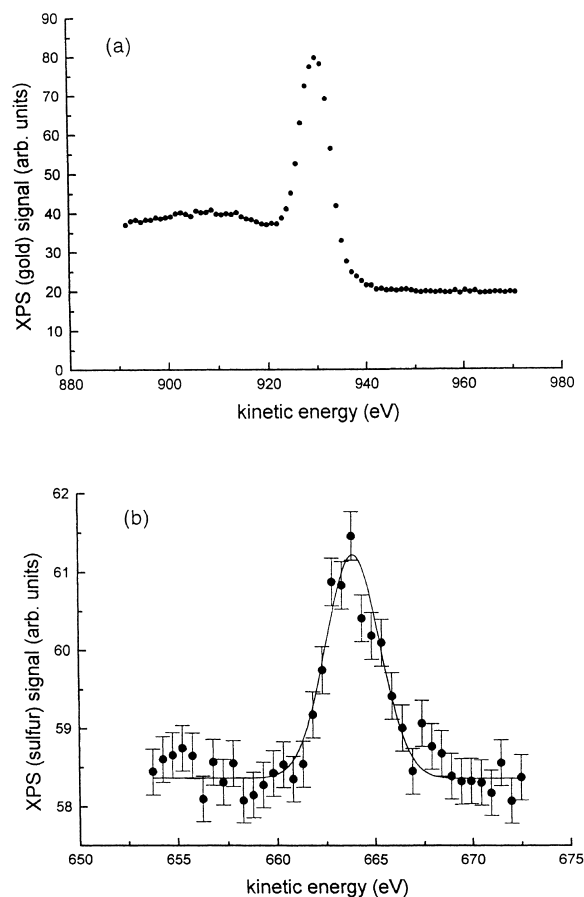 (a)
XPS (gold) signal (arb. units)
90
80
70
60
50
40
30
20
10
880 900 920 940 960 980
kinetic energy (eV)
(b)
XPS (sulfur) signal (arb. units)
62
61
60
59
58
650 655 660 665 670 675
kinetic energy (eV)